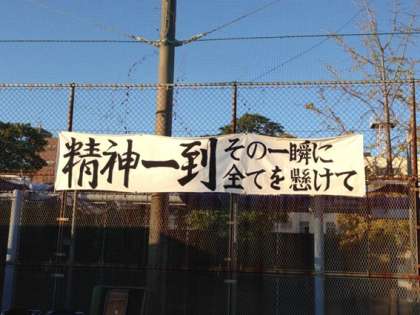 精神一到
その一瞬に
全てを懸けて